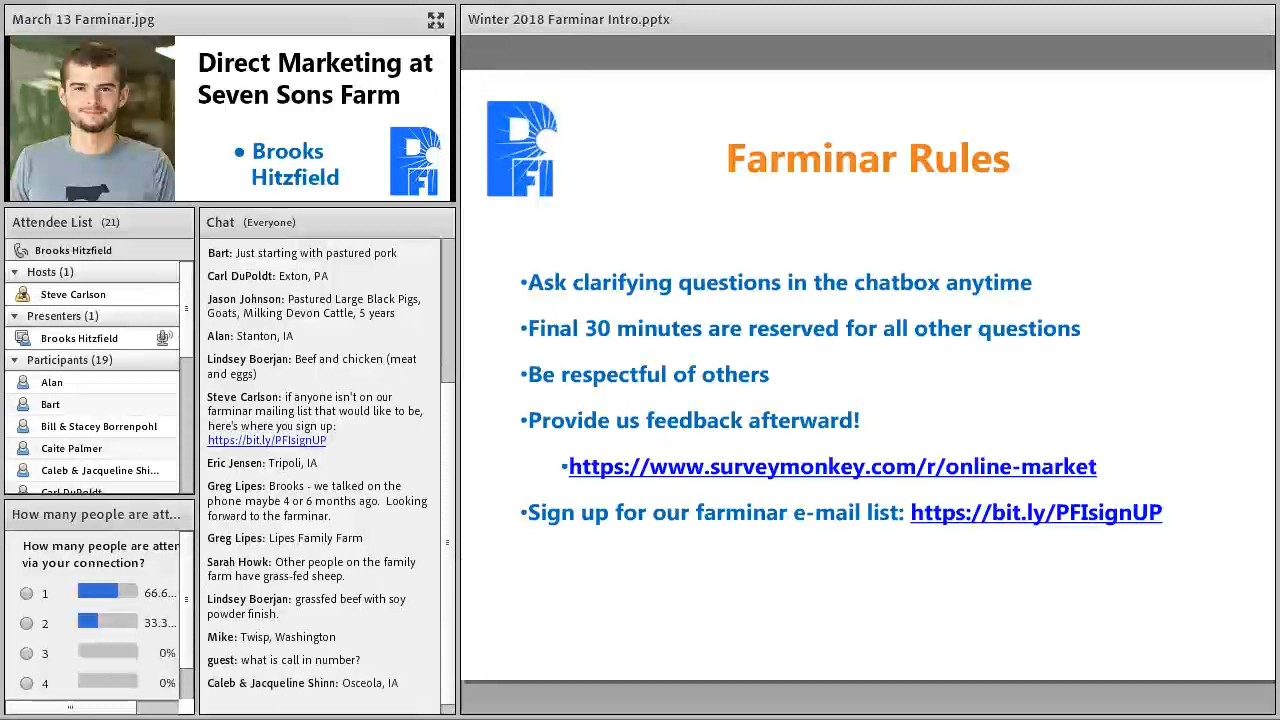 March 13 Farminar.jpg
Direct Marketing at
Seven Sons Farm
• Brooks
Hitzfield
PFI
Attendee List (21)
Brooks Hitzfield
Hosts (1)
Steve Carlson
Presenters (1)
Brooks Hitzfield
Participants (19)
Alan
Bart
Bill & Stacey Borrenpohl
Caite Palmer
Caleb & Jacqueline Shin...
Carl DuPoldt
How many people are att...
How many people are atter
via your connection?
1 66.6...
2 33.3...
3 0%
4 0%
Chat (Everyone)
Bart: Just starting with pastured pork
Carl DuPoldt: Exton, PA
Jason Johnson: Pastured Large Black Pigs,
Goats, Milking Devon Cattle, 5 years
Alan: Stanton, IA
Lindsey Boerjan: Beef and chicken (meat
and eggs)
Steve Carlson: if anyone isn't on our
farminar mailing list that would like to be,
here's where you sign up:
https://bit.ly/PFIsignUP
Eric Jensen: Tripoli, IA
Greg Lipes: Brooks - we talked on the
phone maybe 4 or 6 months ago. Looking
forward to the farminar.
Greg Lipes: Lipes Family Farm
Sarah Howk: Other people on the family
farm have grass-fed sheep.
Lindsey Boerjan: grassfed beef with soy
powder finish.
Mike: Twisp, Washington
guest: what is call in number?
Caleb & Jacqueline Shinn: Osceola, IA
Winter 2018 Farminar Intro.pptx
PFI
Farminar Rules
•Ask clarifying questions in the chatbox anytime
•Final 30 minutes are reserved for all other questions
•Be respectful of others
•Provide us feedback afterward!
•https://www.surveymonkey.com/r/online-market
•Sign up for our farminar e-mail list: https://bit.ly/PFIsignUP